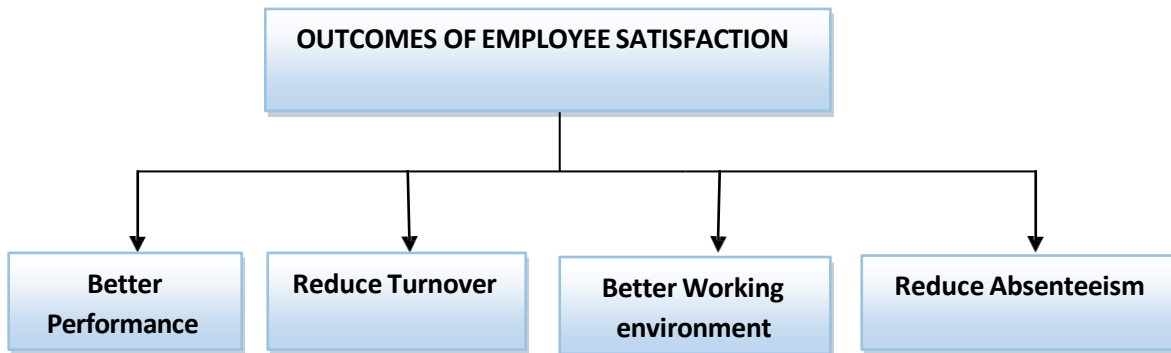 OUTCOMES OF EMPLOYEE SATISFACTION
Better
Performance
Reduce Turnover
Better Working
environment
Reduce Absenteeism